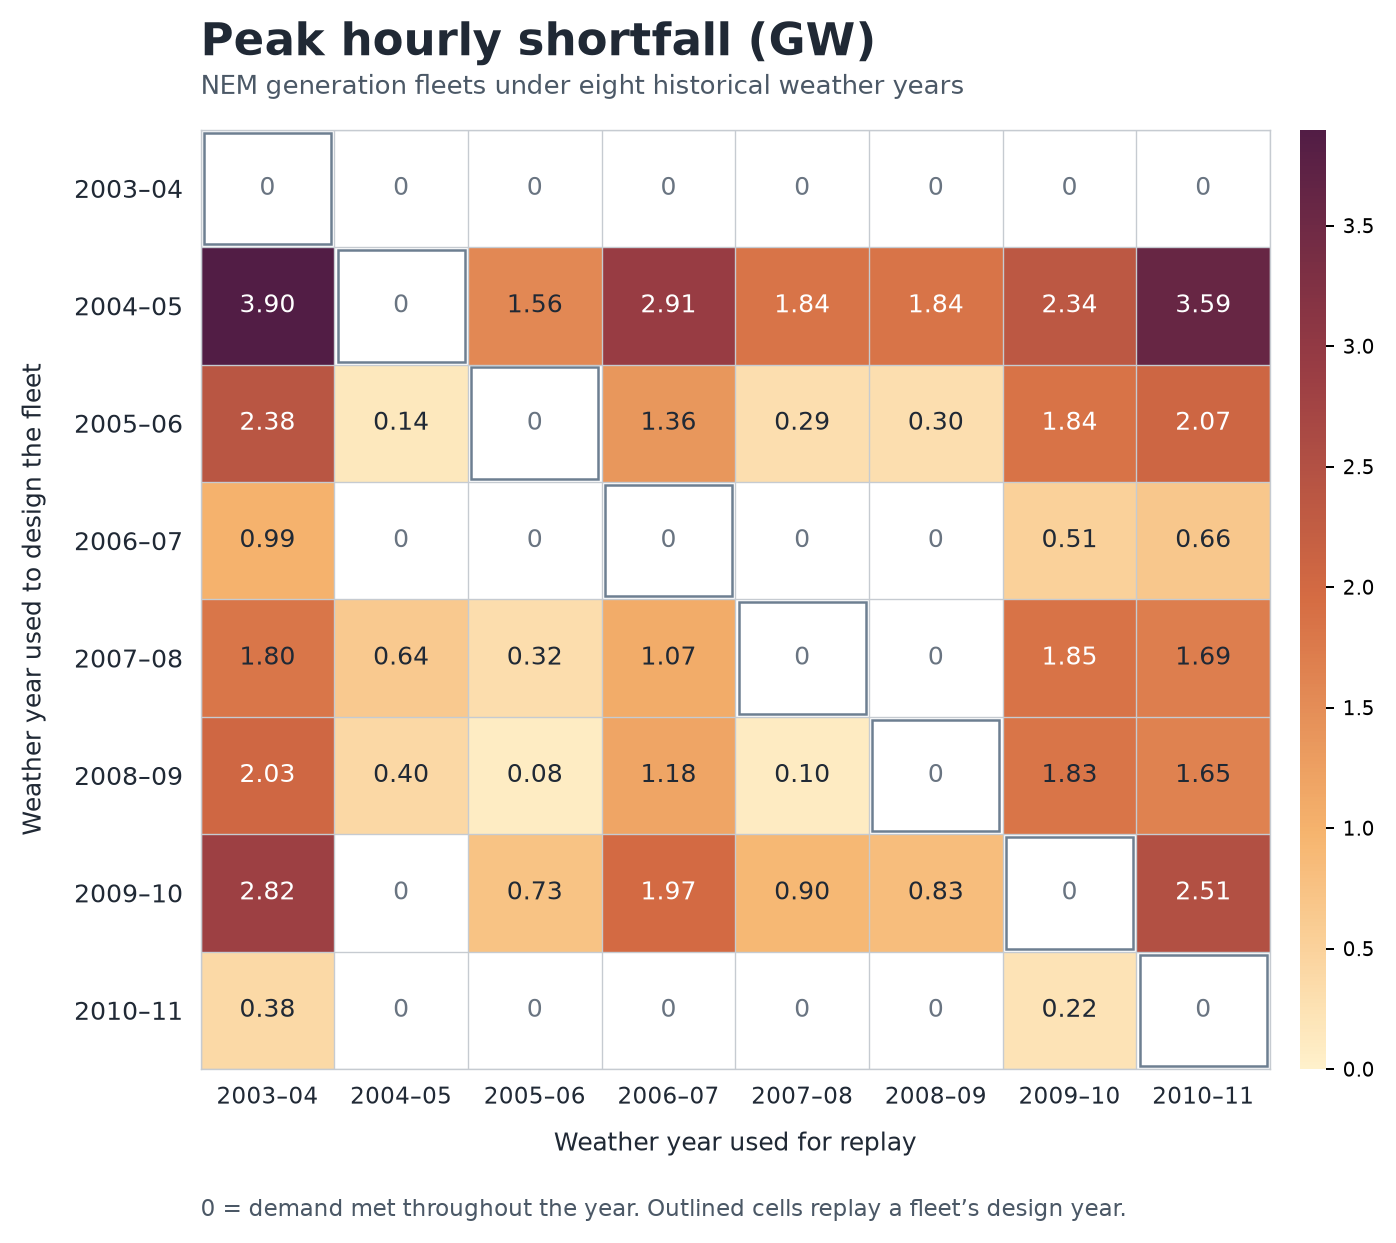 Peak hourly shortfall (GW)
NEM generation fleets under eight historical weather years
Weather year used to design the fleet
2003–04 0 0 0 0 0 0 0 0
2004–05 3.90 0 1.56 2.91 1.84 1.84 2.34 3.59
2005–06 2.38 0.14 0 1.36 0.29 0.30 1.84 2.07
2006–07 0.99 0 0 0 0 0 0.51 0.66
2007–08 1.80 0.64 0.32 1.07 0 0 1.85 1.69
2008–09 2.03 0.40 0.08 1.18 0.10 0 1.83 1.65
2009–10 2.82 0 0.73 1.97 0.90 0.83 0 2.51
2010–11 0.38 0 0 0 0 0 0.22 0
2003–04 2004–05 2005–06 2006–07 2007–08 2008–09 2009–10 2010–11
Weather year used for replay
3.5
3.0
2.5
2.0
1.5
1.0
0.5
0.0
0 = demand met throughout the year. Outlined cells replay a fleet’s design year.